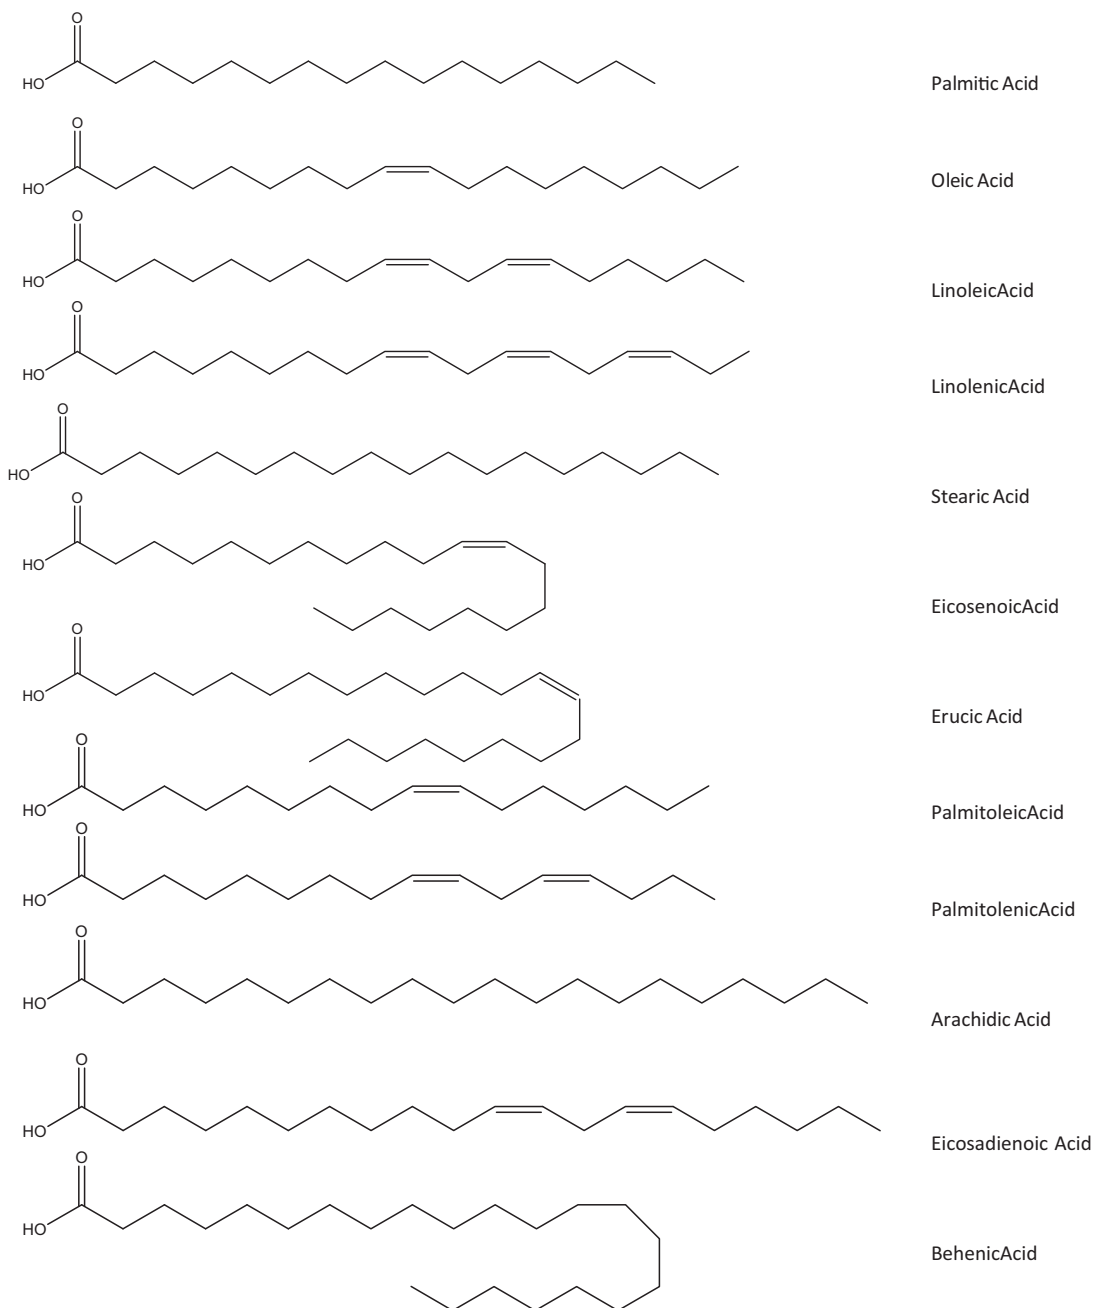 O
HO
Palmitic Acid
O
HO
Oleic Acid
O
HO
LinoleicAcid
O
HO
LinolenicAcid
O
HO
Stearic Acid
O
HO
EicosenoicAcid
O
HO
Erucic Acid
O
HO
PalmitoleicAcid
O
HO
PalmitolenicAcid
O
HO
Arachidic Acid
O
HO
Eicosadienoic Acid
O
HO
BehenicAcid